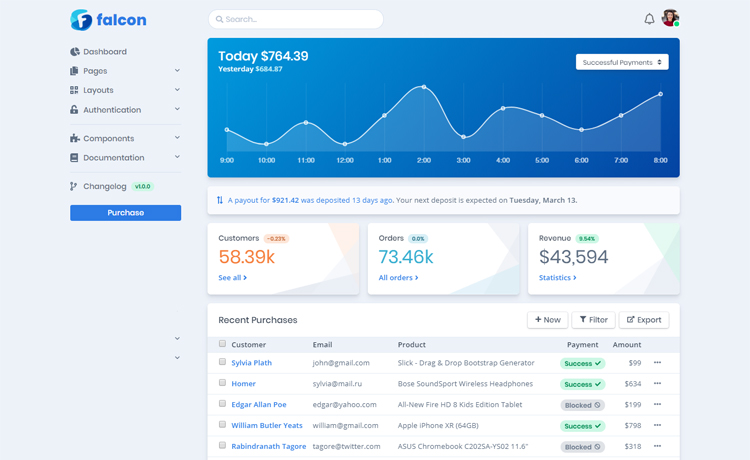 falcon
Search...
Dashboard
Pages
Layouts
Authentication
Components
Documentation
Changelog v1.0.0
Purchase
Today $764.39
Yesterday $684.87
Successful Payments
9:00 10:00 11:00 12:00 1:00 2:00 3:00 4:00 5:00 6:00 7:00 8:00
A payout for $921.42 was deposited 13 days ago. Your next deposit is expected on Tuesday, March 13.
Customers -0.23%
58.39k
See all
Orders 0.0%
73.46k
All orders
Revenue 9.54%
$43,594
Statistics
Recent Purchases
New Filter Export
Customer Email Product Payment Amount
Sylvia Plath john@gmail.com Slick - Drag & Drop Bootstrap Generator Success $99
Homer sylvia@mail.ru Bose SoundSport Wireless Headphones Success $634
Edgar Allan Poe edgar@yahoo.com All-New Fire HD 8 Kids Edition Tablet Blocked $199
William Butler Yeats william@gmail.com Apple iPhone XR (64GB) Success $798
Rabindranath Tagore tagore@twitter.com ASUS Chromebook C202SA-YS02 11.6" Blocked $318